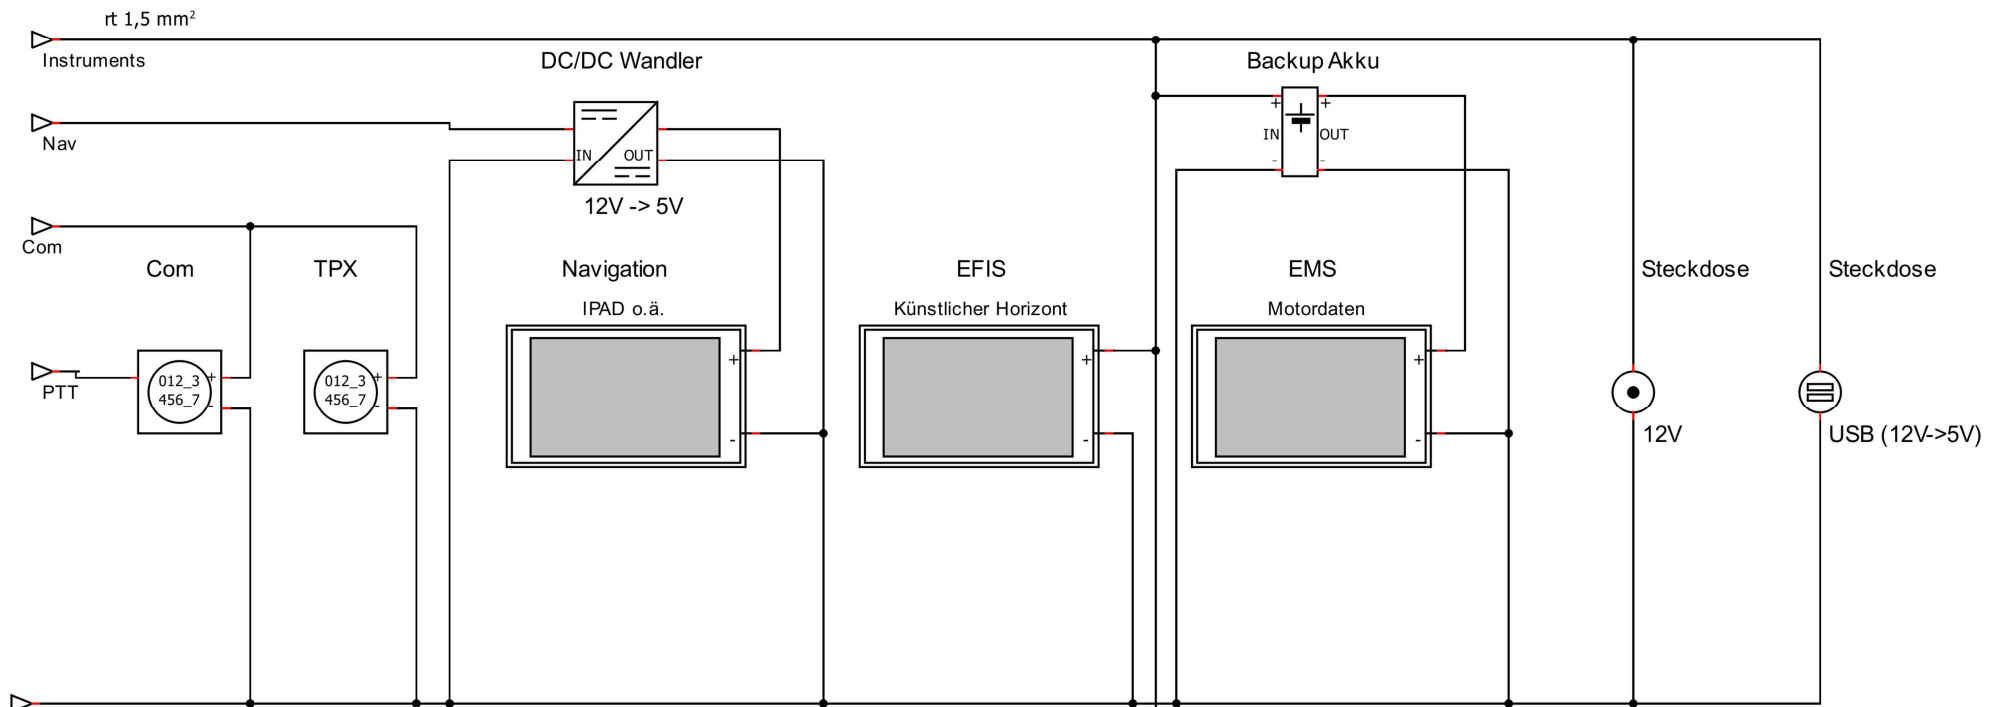 rt 1,5 mm²
Instruments
DC/DC Wandler
Backup Akku
Nav
IN
OUT
12V -> 5V
+
+
IN
OUT
-
-
Com
Com
TPX
Navigation
EFIS
EMS
Steckdose
Steckdose
IPAD o.ä.
Künstlicher Horizont
Motordaten
PTT
012_3
456_7
+
-
012_3
456_7
+
-
+
-
+
-
+
-
12V
USB (12V->5V)